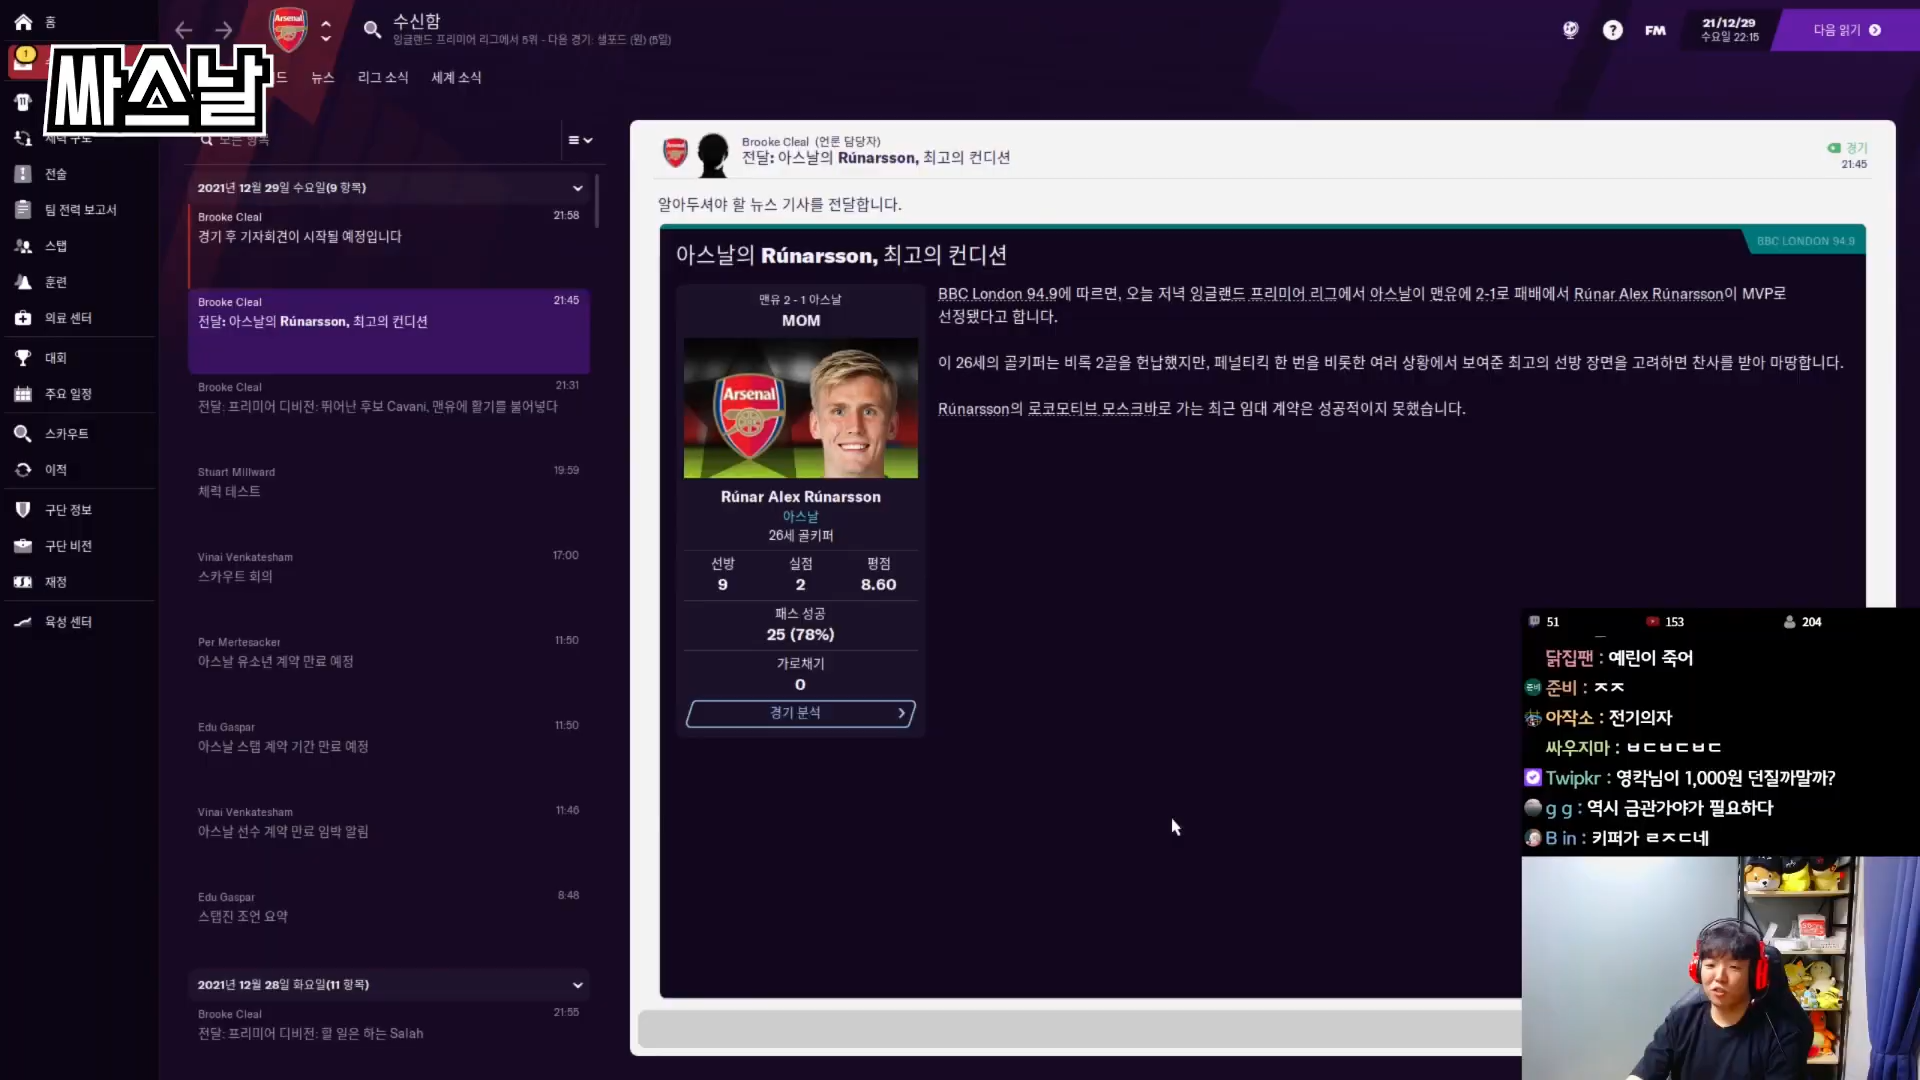 홈
수신함
잉글랜드 프리미어 리그에서 5위 - 다음 경기: 샐포드 (원) (5일)
FM
21/12/29
수요일 22:15
다음 읽기
1
싸스날
뉴스
리그 소식
세계 소식
전술
팀 전력 보고서
스탭
훈련
의료 센터
대회
주요 일정
스카우트
이적
구단 정보
구단 비전
재정
육성 센터
모든 항목
2021년 12월 29일 수요일(9 항목)
Brooke Cleal 21:58
경기 후 기자회견이 시작될 예정입니다
Brooke Cleal 21:45
전달: 아스날의 Rúnarsson, 최고의 컨디션
Brooke Cleal 21:31
전달: 프리미어 디비전: 뛰어난 후보 Cavani, 맨유에 활기를 불어넣다
Stuart Millward 19:59
체력 테스트
Vinai Venkatesham 17:00
스카우트 회의
Per Mertesacker 11:50
아스날 유소년 계약 만료 예정
Edu Gaspar 11:50
아스날 스탭 계약 기간 만료 예정
Vinai Venkatesham 11:46
아스날 선수 계약 만료 임박 알림
Edu Gaspar 8:48
스탭진 조언 요약
2021년 12월 28일 화요일(11 항목)
Brooke Cleal 21:55
전달: 프리미어 디비전: 할 일은 하는 Salah
Brooke Cleal (언론 담당자)
전달: 아스날의 Rúnarsson, 최고의 컨디션
경기
21:45
알아두셔야 할 뉴스 기사를 전달합니다.
아스날의 Rúnarsson, 최고의 컨디션
BBC LONDON 94.9
맨유 2 - 1 아스날
MOM
Arsenal
Rúnar Alex Rúnarsson
아스날
26세 골키퍼
선방 실점 평점
9 2 8.60
패스 성공
25 (78%)
가로채기
0
경기 분석
BBC London 94.9에 따르면, 오늘 저녁 잉글랜드 프리미어 리그에서 아스날이 맨유에 2-1로 패배에서 Rúnar Alex Rúnarsson이 MVP로
선정됐다고 합니다.
이 26세의 골키퍼는 비록 2골을 헌납했지만, 페널티킥 한 번을 비롯한 여러 상황에서 보여준 최고의 선방 장면을 고려하면 찬사를 받아 마땅합니다.
Rúnarsson의 로코모티브 모스크바로 가는 최근 임대 계약은 성공적이지 못했습니다.
51 153 204
닭집팬 : 예린이 죽어
준비 : ㅈㅈ
아작소 : 전기의자
싸우지마 : ㅂㄷㅂㄷㅂㄷ
Twipkr : 영각님이 1,000원 던질까말까?
g g : 역시 금관가야가 필요하다
B in : 키퍼가 ㄹㅈㄷ네